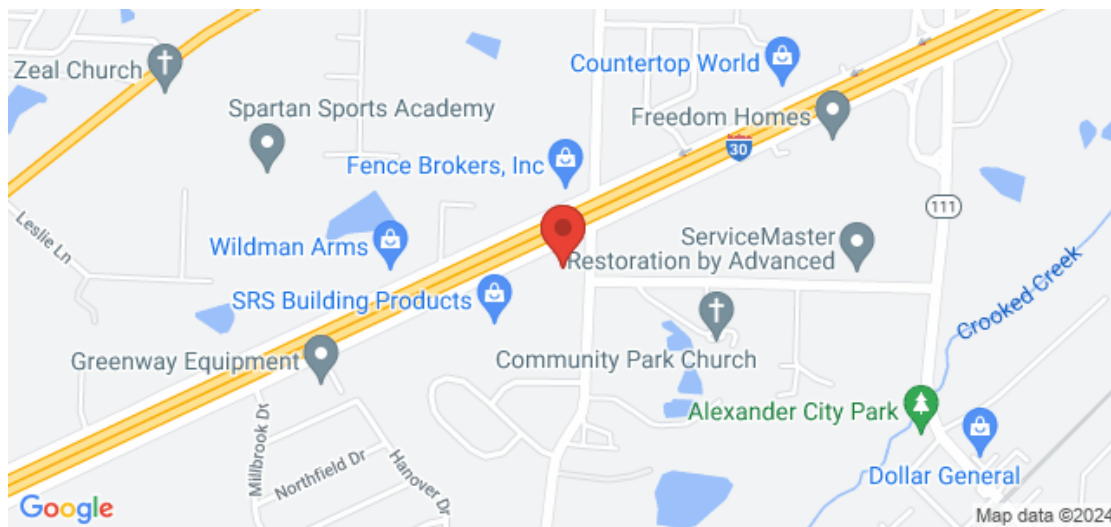 Zeal Church
Countertop World
Spartan Sports Academy
Freedom Homes
30
Fence Brokers, Inc
Leslie Ln
111
Wildman Arms
ServiceMaster
Restoration by Advanced
SRS Building Products
Crooked Creek
Greenway Equipment
Community Park Church
Alexander City Park
Millbrook Dr
Northfield Dr
Hanover Dr
Dollar General
Google
Map data ©2024